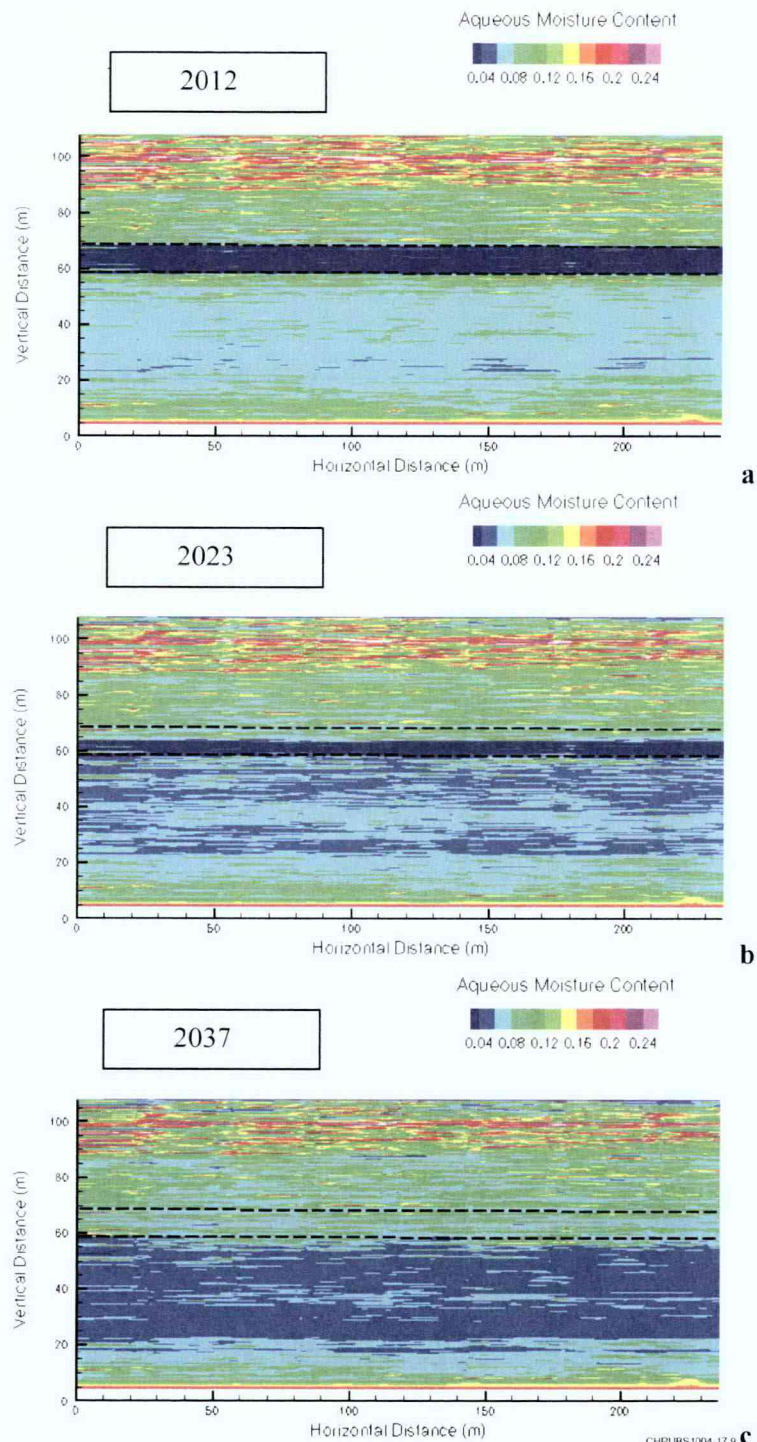 Aqueous Moisture Content
0.04 0.08 0.12 0.16 0.2 0.24
2012
100
80
60
40
20
0
Vertical Distance (m)
0 50 100 150 200
Horizontal Distance (m)
a
Aqueous Moisture Content
0.04 0.08 0.12 0.16 0.2 0.24
2023
100
80
60
40
20
0
Vertical Distance (m)
0 50 100 150 200
Horizontal Distance (m)
b
Aqueous Moisture Content
0.04 0.08 0.12 0.16 0.2 0.24
2037
100
80
60
40
20
0
Vertical Distance (m)
0 50 100 150 200
Horizontal Distance (m)
CHPUBS1004-17.9
c